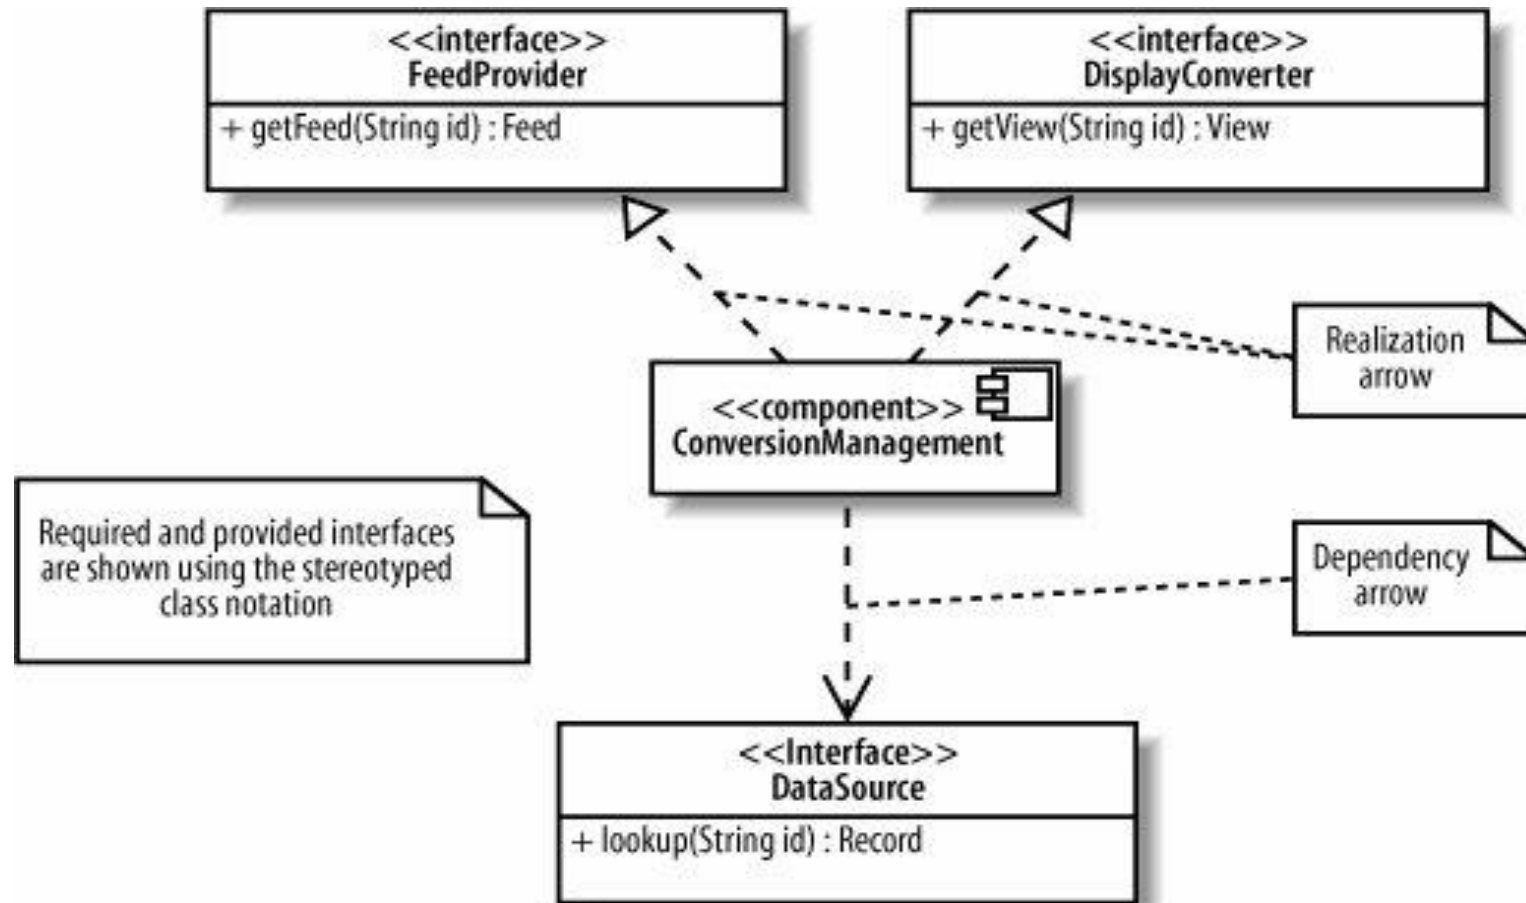 <<interface>>
FeedProvider
+ getFeed(String id) : Feed
<<interface>>
DisplayConverter
+ getView(String id) : View
Realization
arrow
<<component>>
ConversionManagement
Required and provided interfaces
are shown using the stereotyped
class notation
Dependency
arrow
<<Interface>>
DataSource
+ lookup(String id) : Record